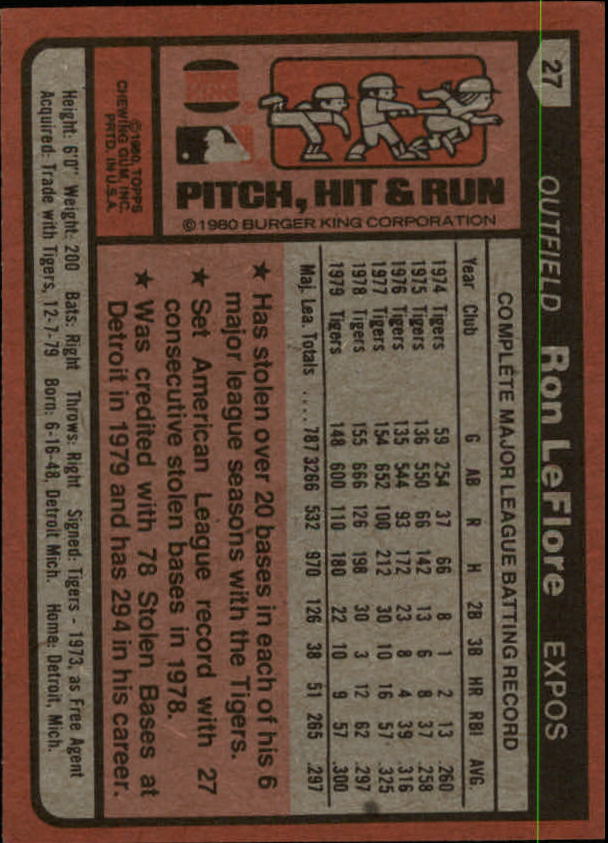 27 OUTFIELD Ron LeFlore EXPOS
PITCH, HIT & RUN
©1980 BURGER KING CORPORATION
©1980, TOPPS
CHEWING GUM, INC.
PRTD. IN U.S.A.
COMPLETE MAJOR LEAGUE BATTING RECORD
Year Club G AB R H 2B 3B HR RBI AVG.
1974 Tigers 59 254 37 66 8 1 2 13 .260
1975 Tigers 136 550 66 142 13 6 8 37 .258
1976 Tigers 135 544 93 172 23 8 4 39 .316
1977 Tigers 154 652 100 212 30 10 16 57 .325
1978 Tigers 155 666 126 198 30 3 12 62 .297
1979 Tigers 148 600 110 180 22 10 9 57 .300
Maj. Lea. Totals .... 787 3266 532 970 126 38 51 265 .297
★ Has stolen over 20 bases in each of his 6
major league seasons with the Tigers.
★ Set American League record with 27
consecutive stolen bases in 1978.
★ Was credited with 78 Stolen Bases at
Detroit in 1979 and has 294 in his career.
Height: 6'0" Weight: 200 Bats: Right Throws: Right Signed: Tigers - 1973, as Free Agent
Acquired: Trade with Tigers, 12-7-79 Born: 6-16-48, Detroit Mich. Home: Detroit, Mich.